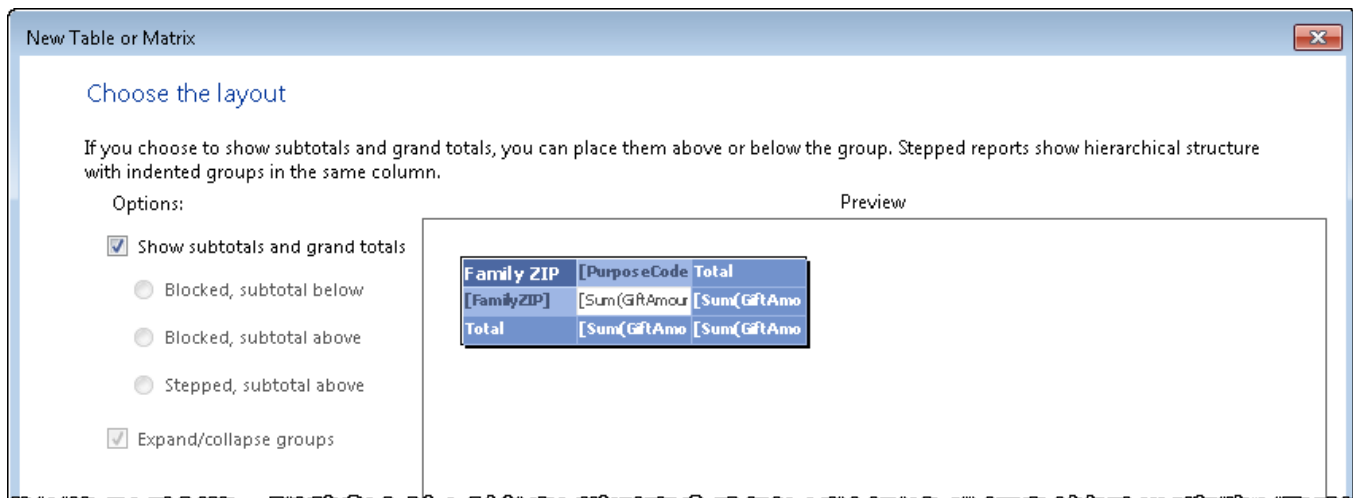 New Table or Matrix
Choose the layout
If you choose to show subtotals and grand totals, you can place them above or below the group. Stepped reports show hierarchical structure
with indented groups in the same column.
Options:
Preview
Show subtotals and grand totals
Blocked, subtotal below
Blocked, subtotal above
Stepped, subtotal above
Expand/collapse groups
Family ZIP [PurposeCode Total
[FamilyZIP] [Sum(GiftAmour [Sum(GiftAmo
Total [Sum(GiftAmo [Sum(GiftAmo